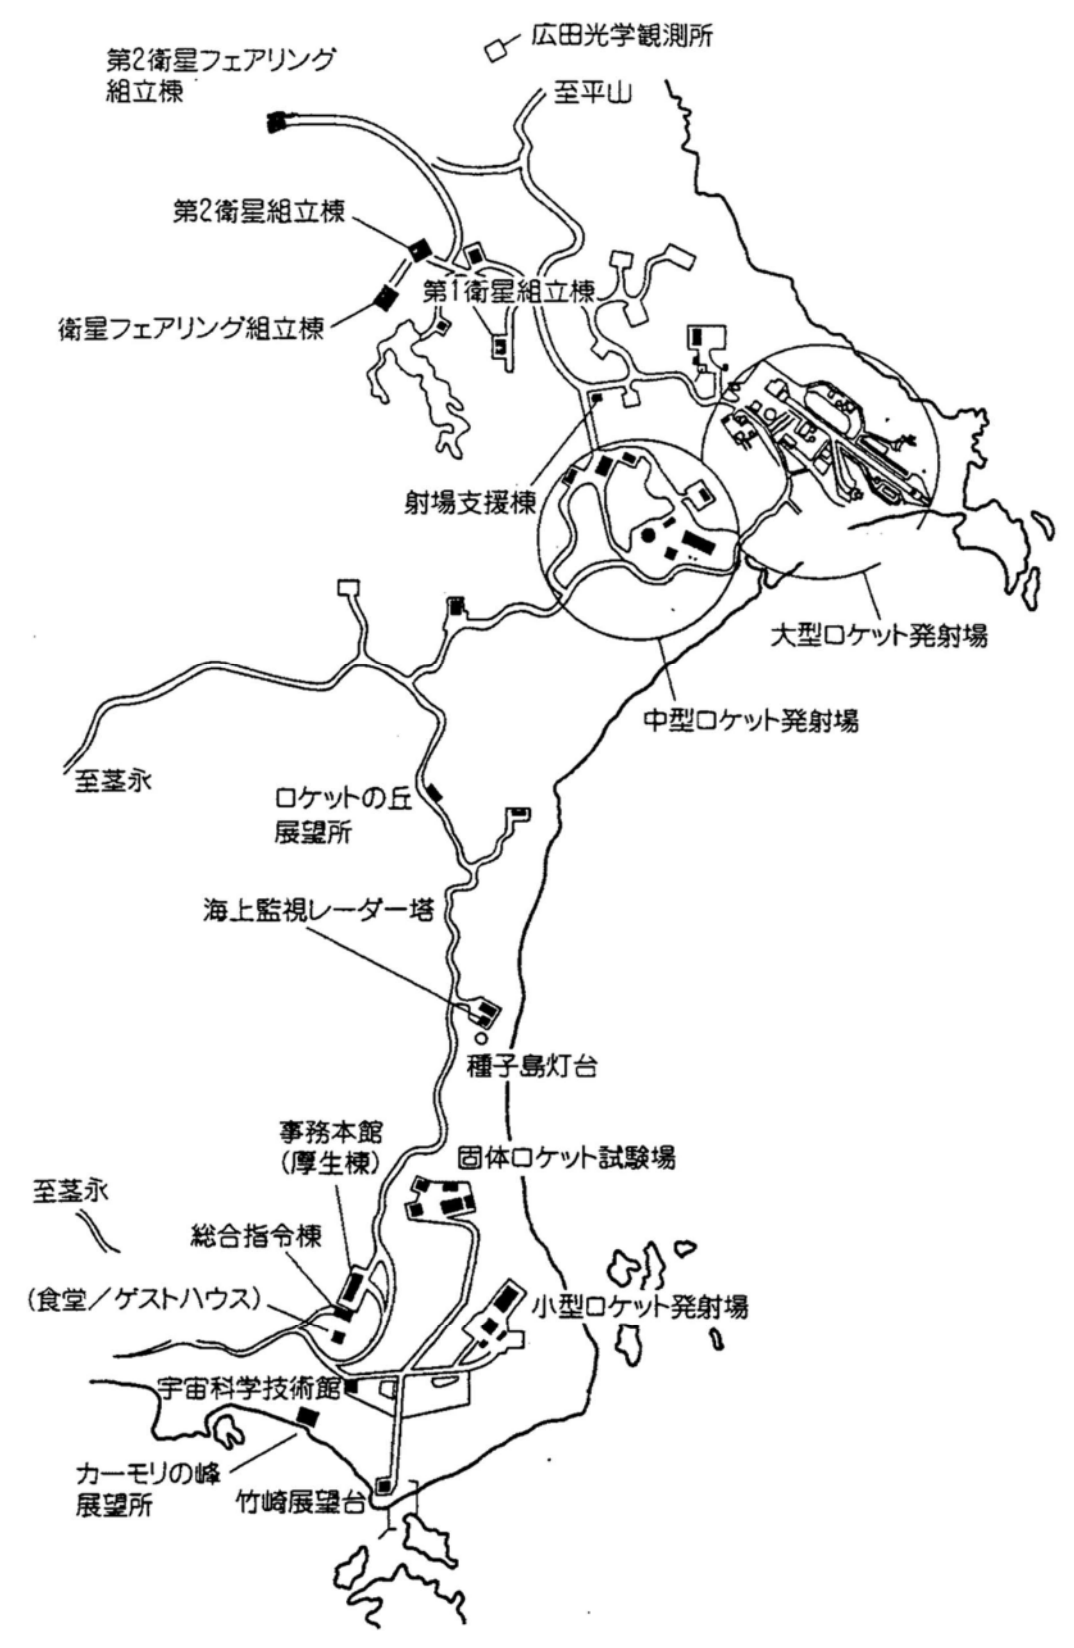 広田光学観測所
第2衛星フェアリング
組立棟
至平山
第2衛星組立棟
第1衛星組立棟
衛星フェアリング組立棟
射場支援棟
大型ロケット発射場
中型ロケット発射場
至茎永
ロケットの丘
展望所
海上監視レーダー塔
種子島灯台
事務本館
(厚生棟)
固体ロケット試験場
至茎永
総合指令棟
(食堂/ゲストハウス)
小型ロケット発射場
宇宙科学技術館
カーモリの峰
展望所
竹崎展望台